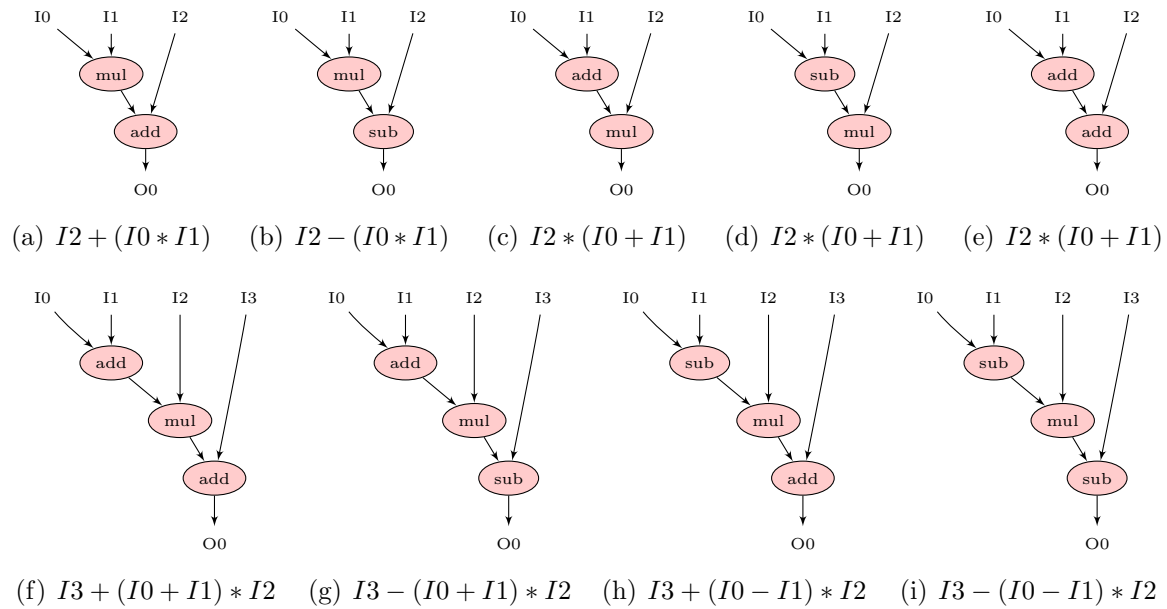 I0 I1 I2 I0 I1 I2 I0 I1 I2 I0 I1 I2 I0 I1 I2
mul mul add sub add
add sub mul mul add
O0 O0 O0 O0 O0
(a) I2 + (I0 ∗ I1) (b) I2 − (I0 ∗ I1) (c) I2 ∗ (I0 + I1) (d) I2 ∗ (I0 + I1) (e) I2 ∗ (I0 + I1)
I0 I1 I2 I3 I0 I1 I2 I3 I0 I1 I2 I3 I0 I1 I2 I3
add add sub sub
mul mul mul mul
add sub add sub
O0 O0 O0 O0
(f) I3 + (I0 + I1) ∗ I2 (g) I3 − (I0 + I1) ∗ I2 (h) I3 + (I0 − I1) ∗ I2 (i) I3 − (I0 − I1) ∗ I2